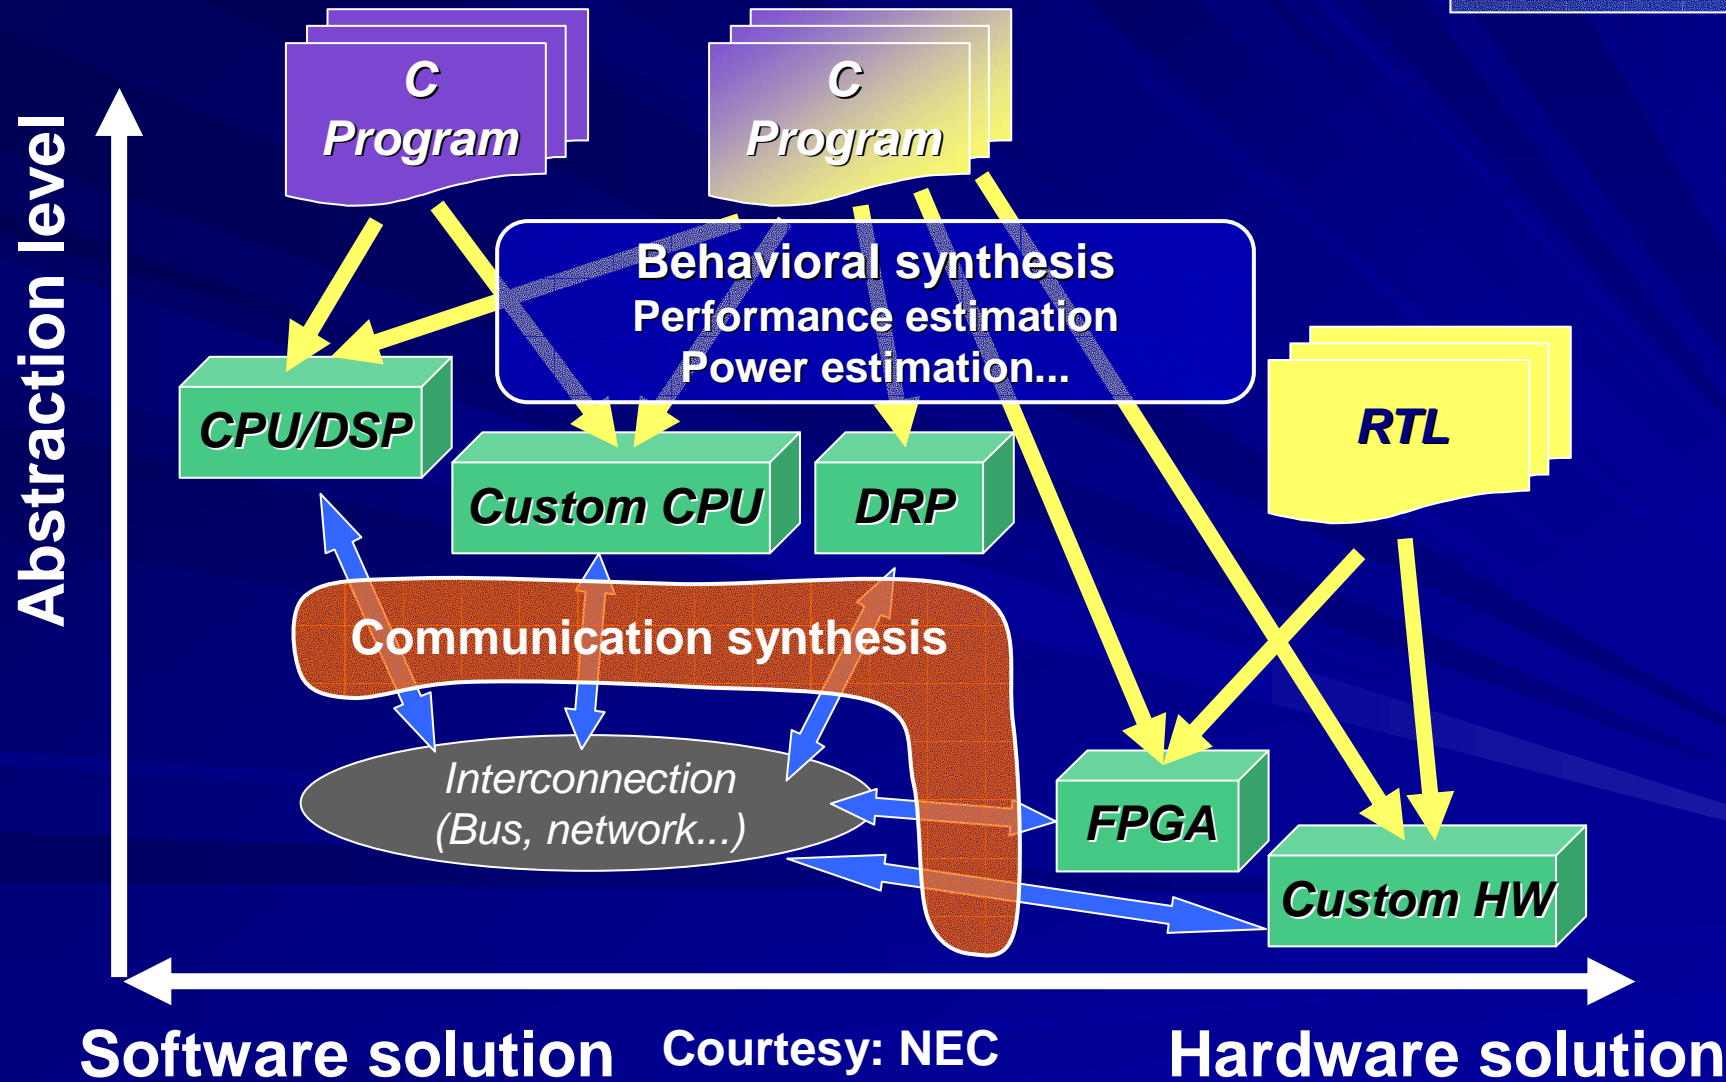 C
Program
C
Program
Abstraction level
Behavioral synthesis
Performance estimation
Power estimation...
CPU/DSP
Custom CPU
DRP
RTL
Communication synthesis
Interconnection
(Bus, network...)
FPGA
Custom HW
Software solution
Courtesy: NEC
Hardware solution